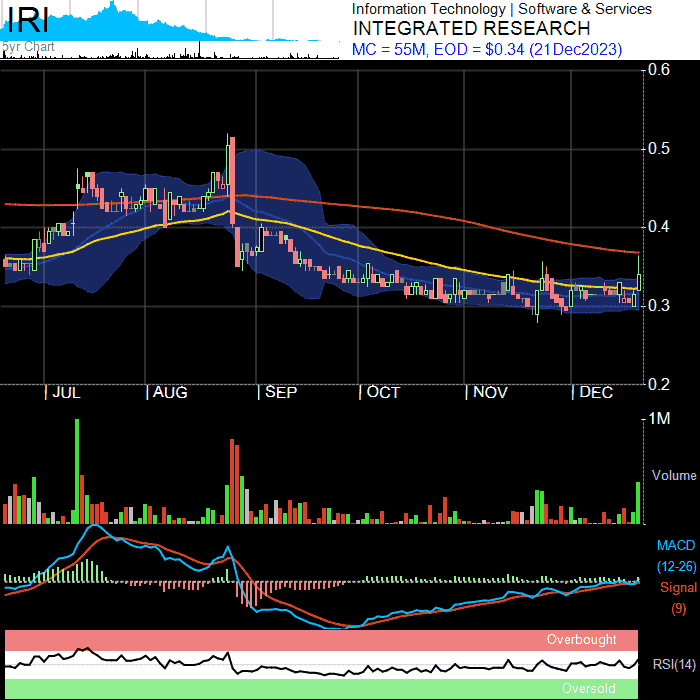 IRI
Information Technology | Software & Services
INTEGRATED RESEARCH
5yr Chart
MC = 55M, EOD = $0.34 (21Dec2023)
0.6
0.5
0.4
0.3
0.2
| JUL | AUG | SEP | OCT | NOV | DEC
1M
Volume
MACD
(12-26)
Signal
(9)
Overbought
RSI(14)
Oversold